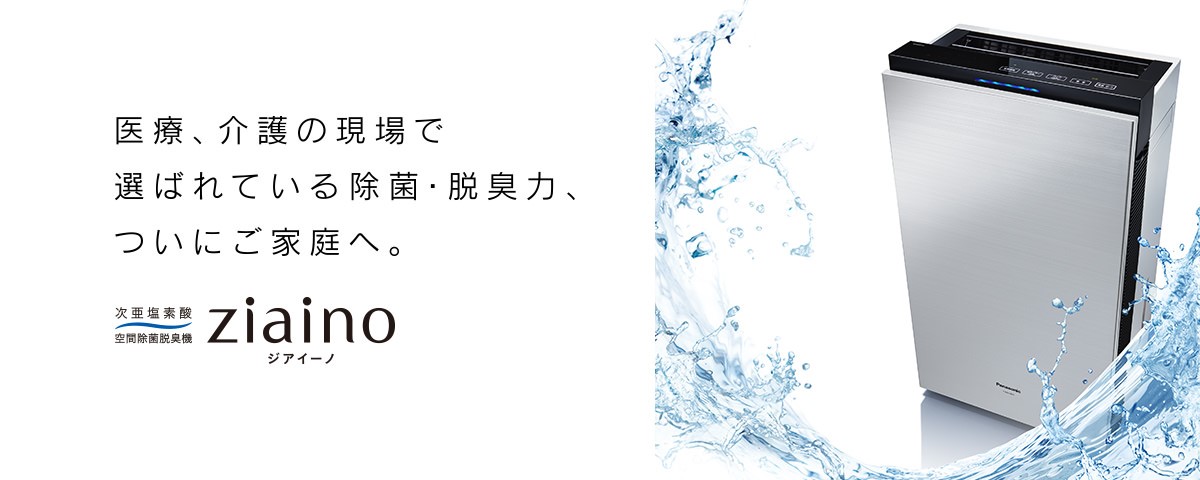 医療、介護の現場で
選ばれている除菌･脱臭力、
ついにご家庭へ。
次亜塩素酸
空間除菌脱臭機
ziaino
ジアイーノ
Panasonic